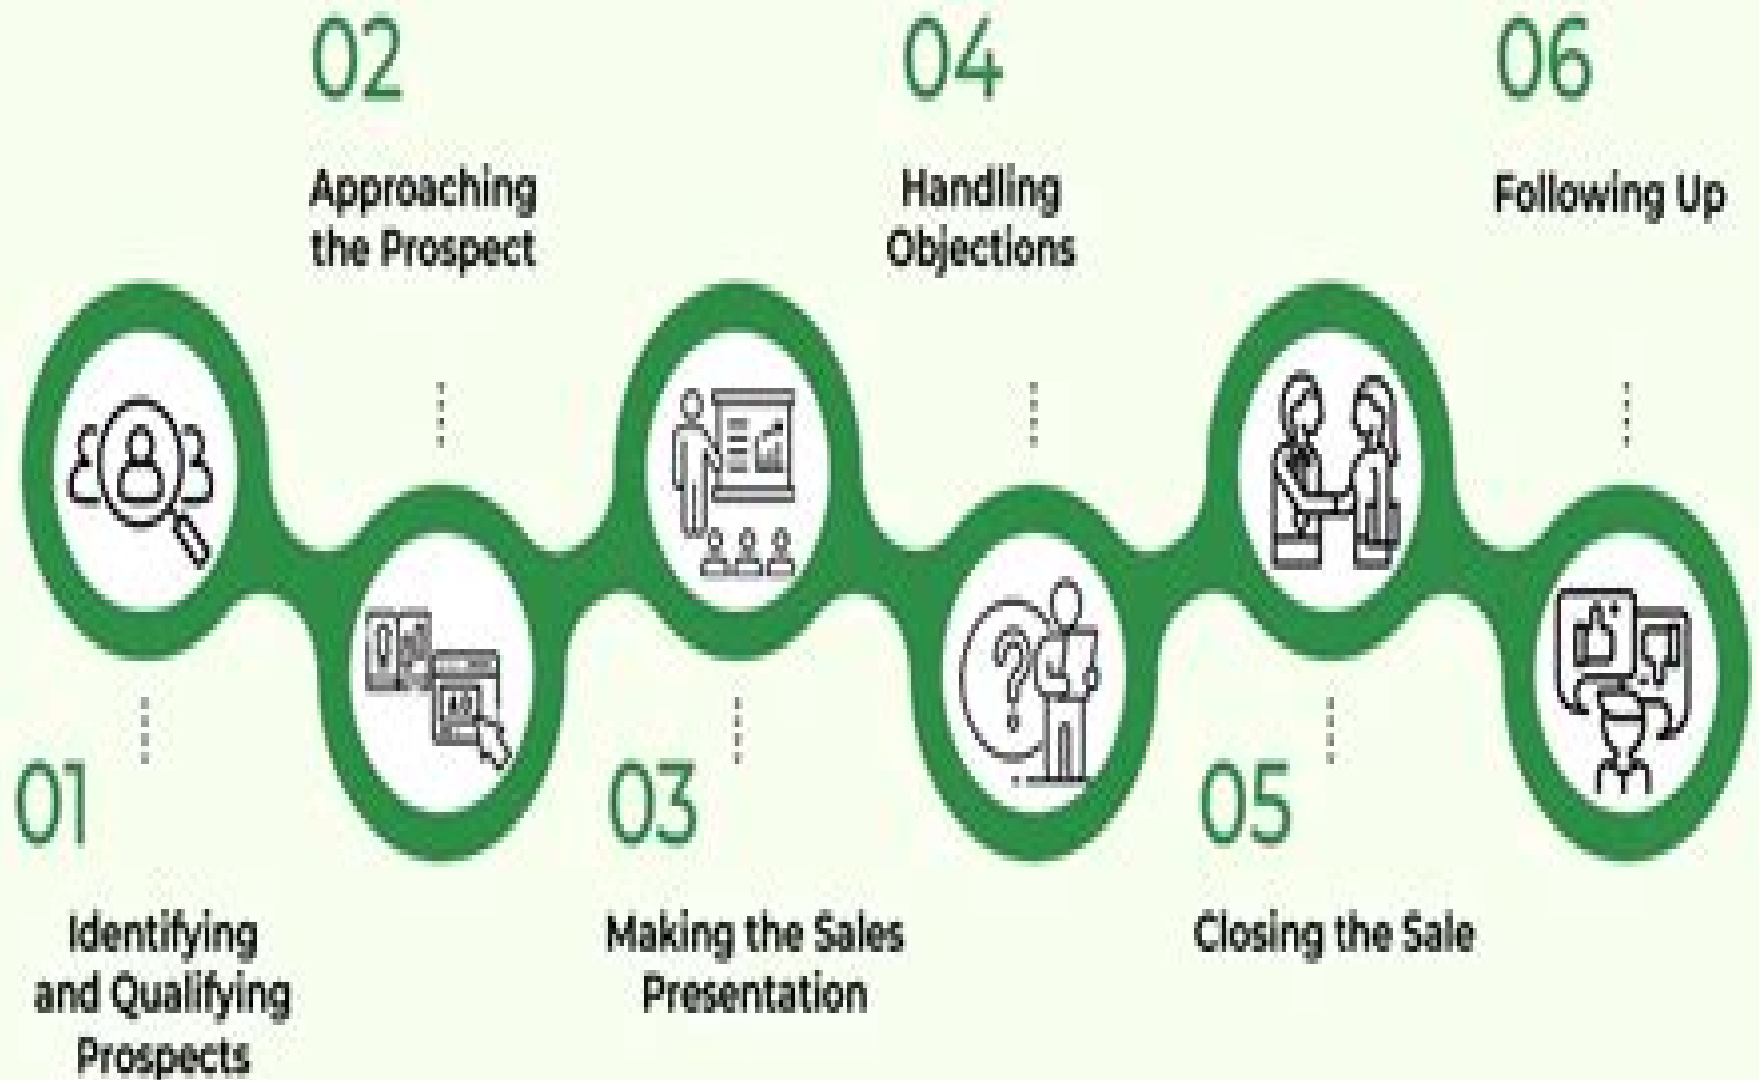 01
Identifying
and Qualifying
Prospects
02
Approaching
the Prospect
03
Making the Sales
Presentation
04
Handling
Objections
05
Closing the Sale
06
Following Up